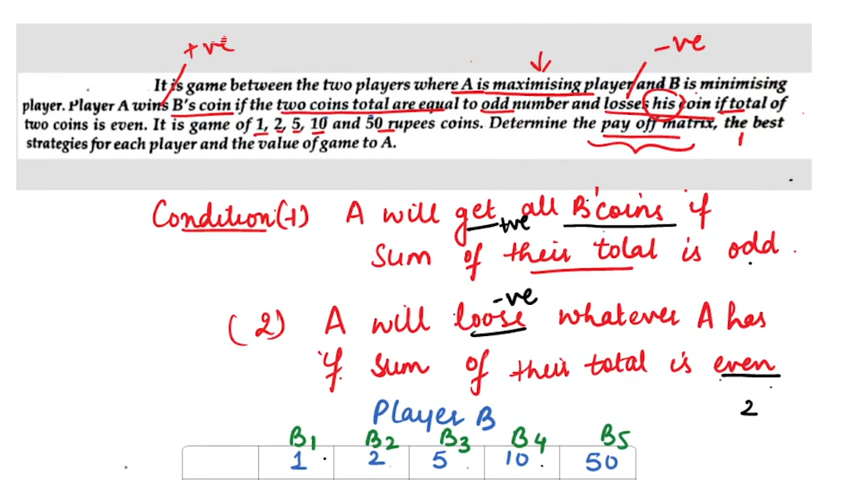 +ve -ve
It is game between the two players where A is maximising player and B is minimising
player. Player A wins B's coin if the two coins total are equal to odd number and losses his coin if total of
two coins is even. It is game of 1, 2, 5, 10 and 50 rupees coins. Determine the pay off matrix, the best
strategies for each player and the value of game to A.
Condition (1) A will get all B'coins if
+ve
sum of their total is odd.
-ve
(2) A will loose whatever A has
if sum of their total is even
2
Player B
B1 B2 B3 B4 B5
1 2 5 10 50